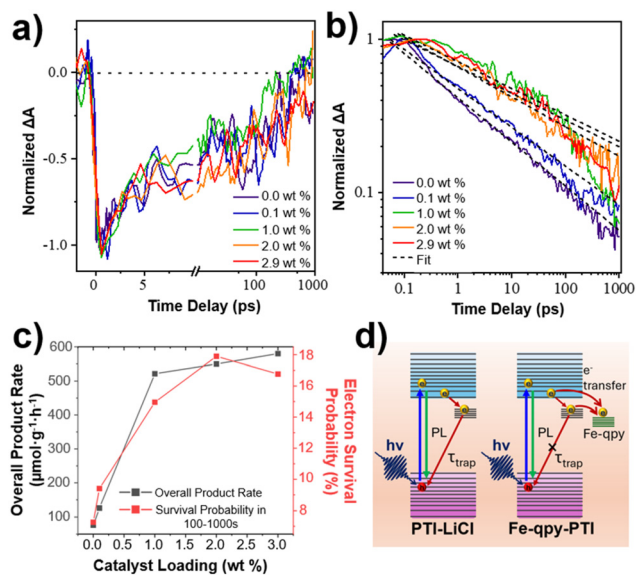 a)
Normalized ΔA
0.0
-0.5
-1.0
0.0 wt %
0.1 wt %
1.0 wt %
2.0 wt %
2.9 wt %
0 5 100 1000
Time Delay (ps)
b)
Normalized ΔA
1
0.1
0.0 wt %
0.1 wt %
1.0 wt %
2.0 wt %
2.9 wt %
Fit
0.1 1 10 100 1000
Time Delay (ps)
c)
Overall Product Rate
(μmol·g⁻¹·h⁻¹)
600
500
400
300
200
100
Overall Product Rate
Survival Probability in
100-1000s
18
16
14
12
10
8
Electron Survival
Probability (%)
0.0 0.5 1.0 1.5 2.0 2.5 3.0
Catalyst Loading (wt %)
d)
e⁻
transfer
Fe-qpy
hν
PL
τtrap
PTI-LiCl
hν
PL
τtrap
Fe-qpy-PTI